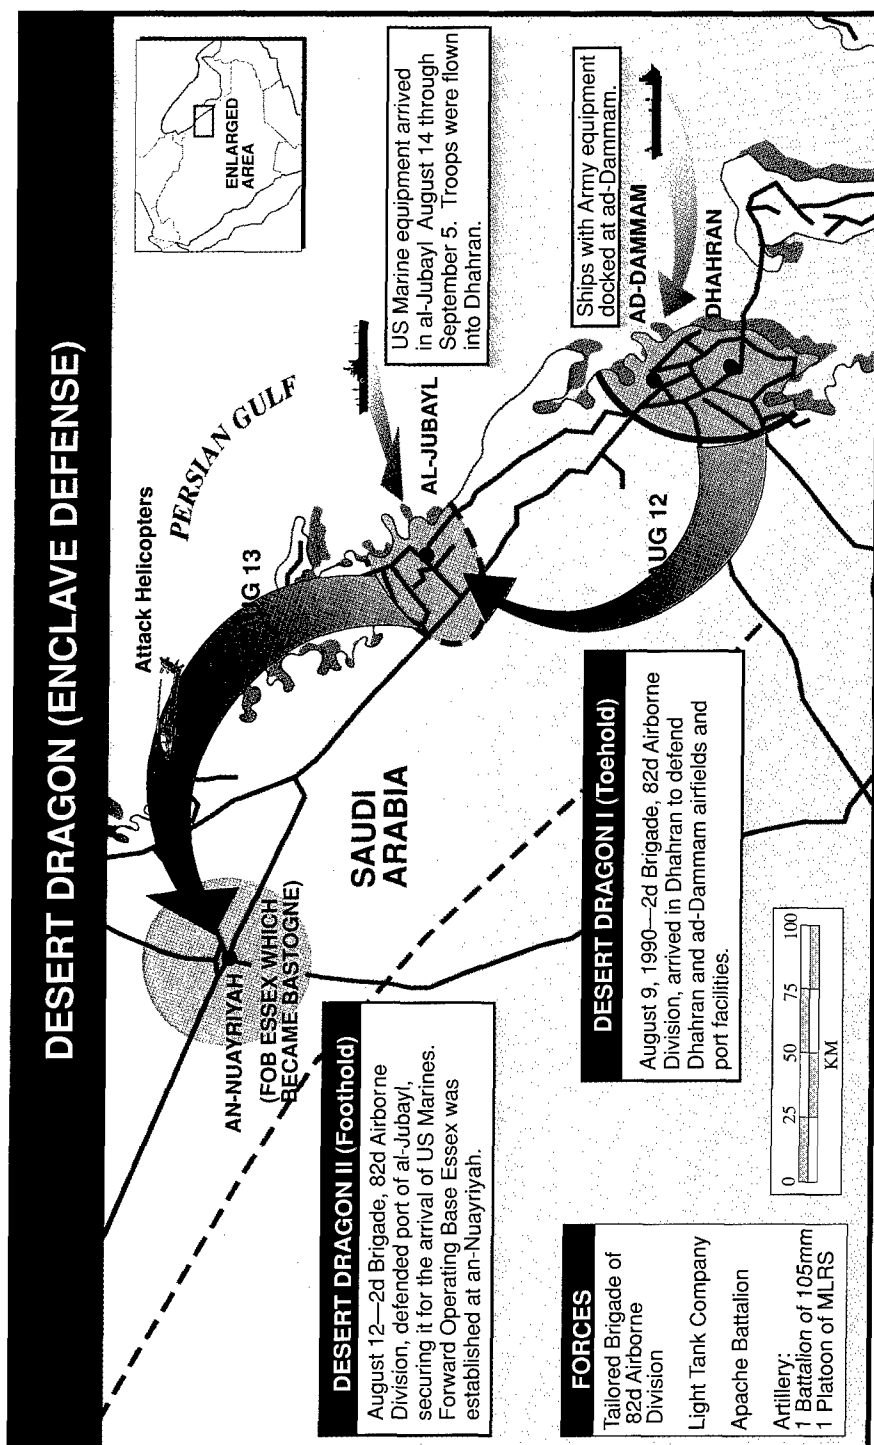 DESERT DRAGON (ENCLAVE DEFENSE)
ENLARGED
AREA
Attack Helicopters
PERSIAN GULF
US Marine equipment arrived
in al-Jubayl August 14 through
September 5. Troops were flown
into Dhahran.
UG 13
AL-JUBAYL
Ships with Army equipment
docked at ad-Dammam.
AD-DAMMAM
DHAHRAN
UG 12
AN-NUAYRIYAH
(FOB ESSEX WHICH
BECAME BASTOGNE)
SAUDI
ARABIA
DESERT DRAGON II (Foothold)
August 12—2d Brigade, 82d Airborne
Division, defended port of al-Jubayl,
securing it for the arrival of US Marines.
Forward Operating Base Essex was
established at an-Nuayriyah.
DESERT DRAGON I (Toehold)
August 9, 1990—2d Brigade, 82d Airborne
Division, arrived in Dhahran to defend
Dhahran and ad-Dammam airfields and
port facilities.
FORCES
Tailored Brigade of
82d Airborne
Division
Light Tank Company
Apache Battalion
Artillery:
1 Battalion of 105mm
1 Platoon of MLRS
0 25 50 75 100
KM